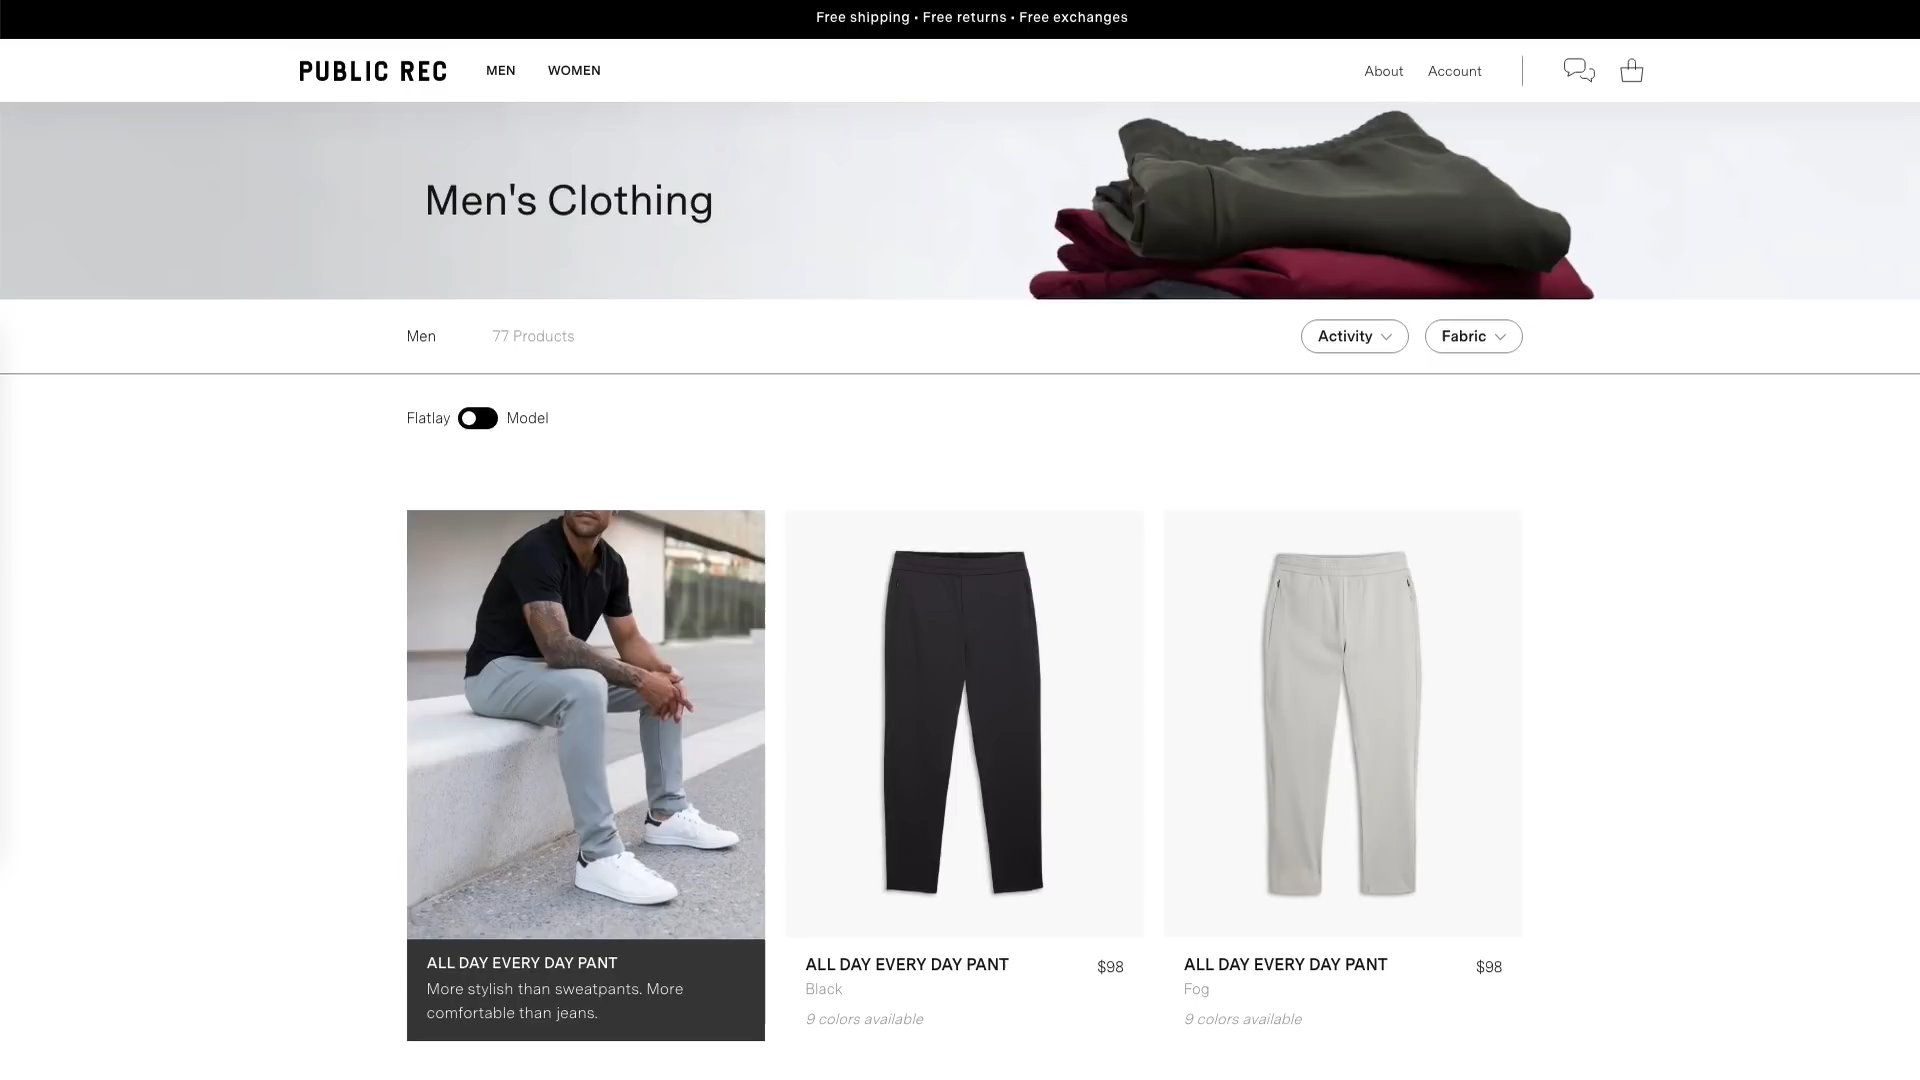 Free shipping • Free returns • Free exchanges
PUBLIC REC
MEN
WOMEN
About
Account
Men's Clothing
Men
77 Products
Activity
Fabric
Flatlay
Model
ALL DAY EVERY DAY PANT
More stylish than sweatpants. More
comfortable than jeans.
ALL DAY EVERY DAY PANT
$98
Black
9 colors available
ALL DAY EVERY DAY PANT
$98
Fog
9 colors available